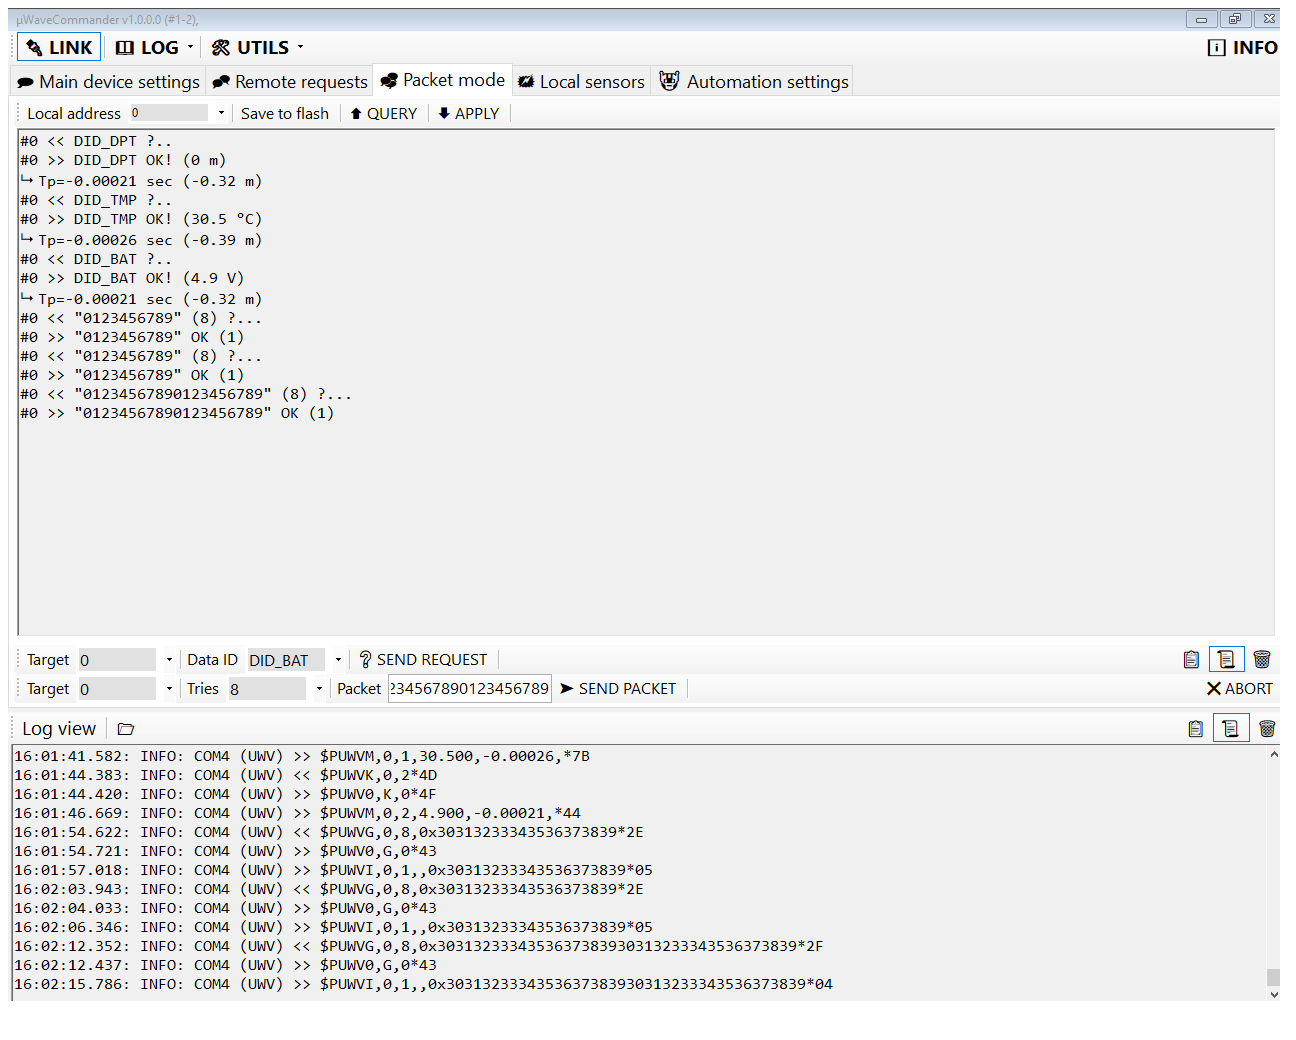 µWaveCommander v1.0.0.0 (#1-2),
LINK LOG UTILS INFO
Main device settings Remote requests Packet mode Local sensors Automation settings
Local address 0 Save to flash QUERY APPLY
#0 << DID_DPT ?..
#0 >> DID_DPT OK! (0 m)
↳ Tp=-0.00021 sec (-0.32 m)
#0 << DID_TMP ?..
#0 >> DID_TMP OK! (30.5 °C)
↳ Tp=-0.00026 sec (-0.39 m)
#0 << DID_BAT ?..
#0 >> DID_BAT OK! (4.9 V)
↳ Tp=-0.00021 sec (-0.32 m)
#0 << "0123456789" (8) ?...
#0 >> "0123456789" OK (1)
#0 << "0123456789" (8) ?...
#0 >> "0123456789" OK (1)
#0 << "01234567890123456789" (8) ?...
#0 >> "01234567890123456789" OK (1)
Target 0 Data ID DID_BAT ? SEND REQUEST
Target 0 Tries 8 Packet 234567890123456789 SEND PACKET ABORT
Log view
16:01:41.582: INFO: COM4 (UWV) >> $PUWVM,0,1,30.500,-0.00026,*7B
16:01:44.383: INFO: COM4 (UWV) << $PUWVK,0,2*4D
16:01:44.420: INFO: COM4 (UWV) >> $PUWV0,K,0*4F
16:01:46.669: INFO: COM4 (UWV) >> $PUWVM,0,2,4.900,-0.00021,*44
16:01:54.622: INFO: COM4 (UWV) << $PUWVG,0,8,0x30313233343536373839*2E
16:01:54.721: INFO: COM4 (UWV) >> $PUWV0,G,0*43
16:01:57.018: INFO: COM4 (UWV) >> $PUWVI,0,1,,0x30313233343536373839*05
16:02:03.943: INFO: COM4 (UWV) << $PUWVG,0,8,0x30313233343536373839*2E
16:02:04.033: INFO: COM4 (UWV) >> $PUWV0,G,0*43
16:02:06.346: INFO: COM4 (UWV) >> $PUWVI,0,1,,0x30313233343536373839*05
16:02:12.352: INFO: COM4 (UWV) << $PUWVG,0,8,0x3031323334353637383930313233343536373839*2F
16:02:12.437: INFO: COM4 (UWV) >> $PUWV0,G,0*43
16:02:15.786: INFO: COM4 (UWV) >> $PUWVI,0,1,,0x3031323334353637383930313233343536373839*04